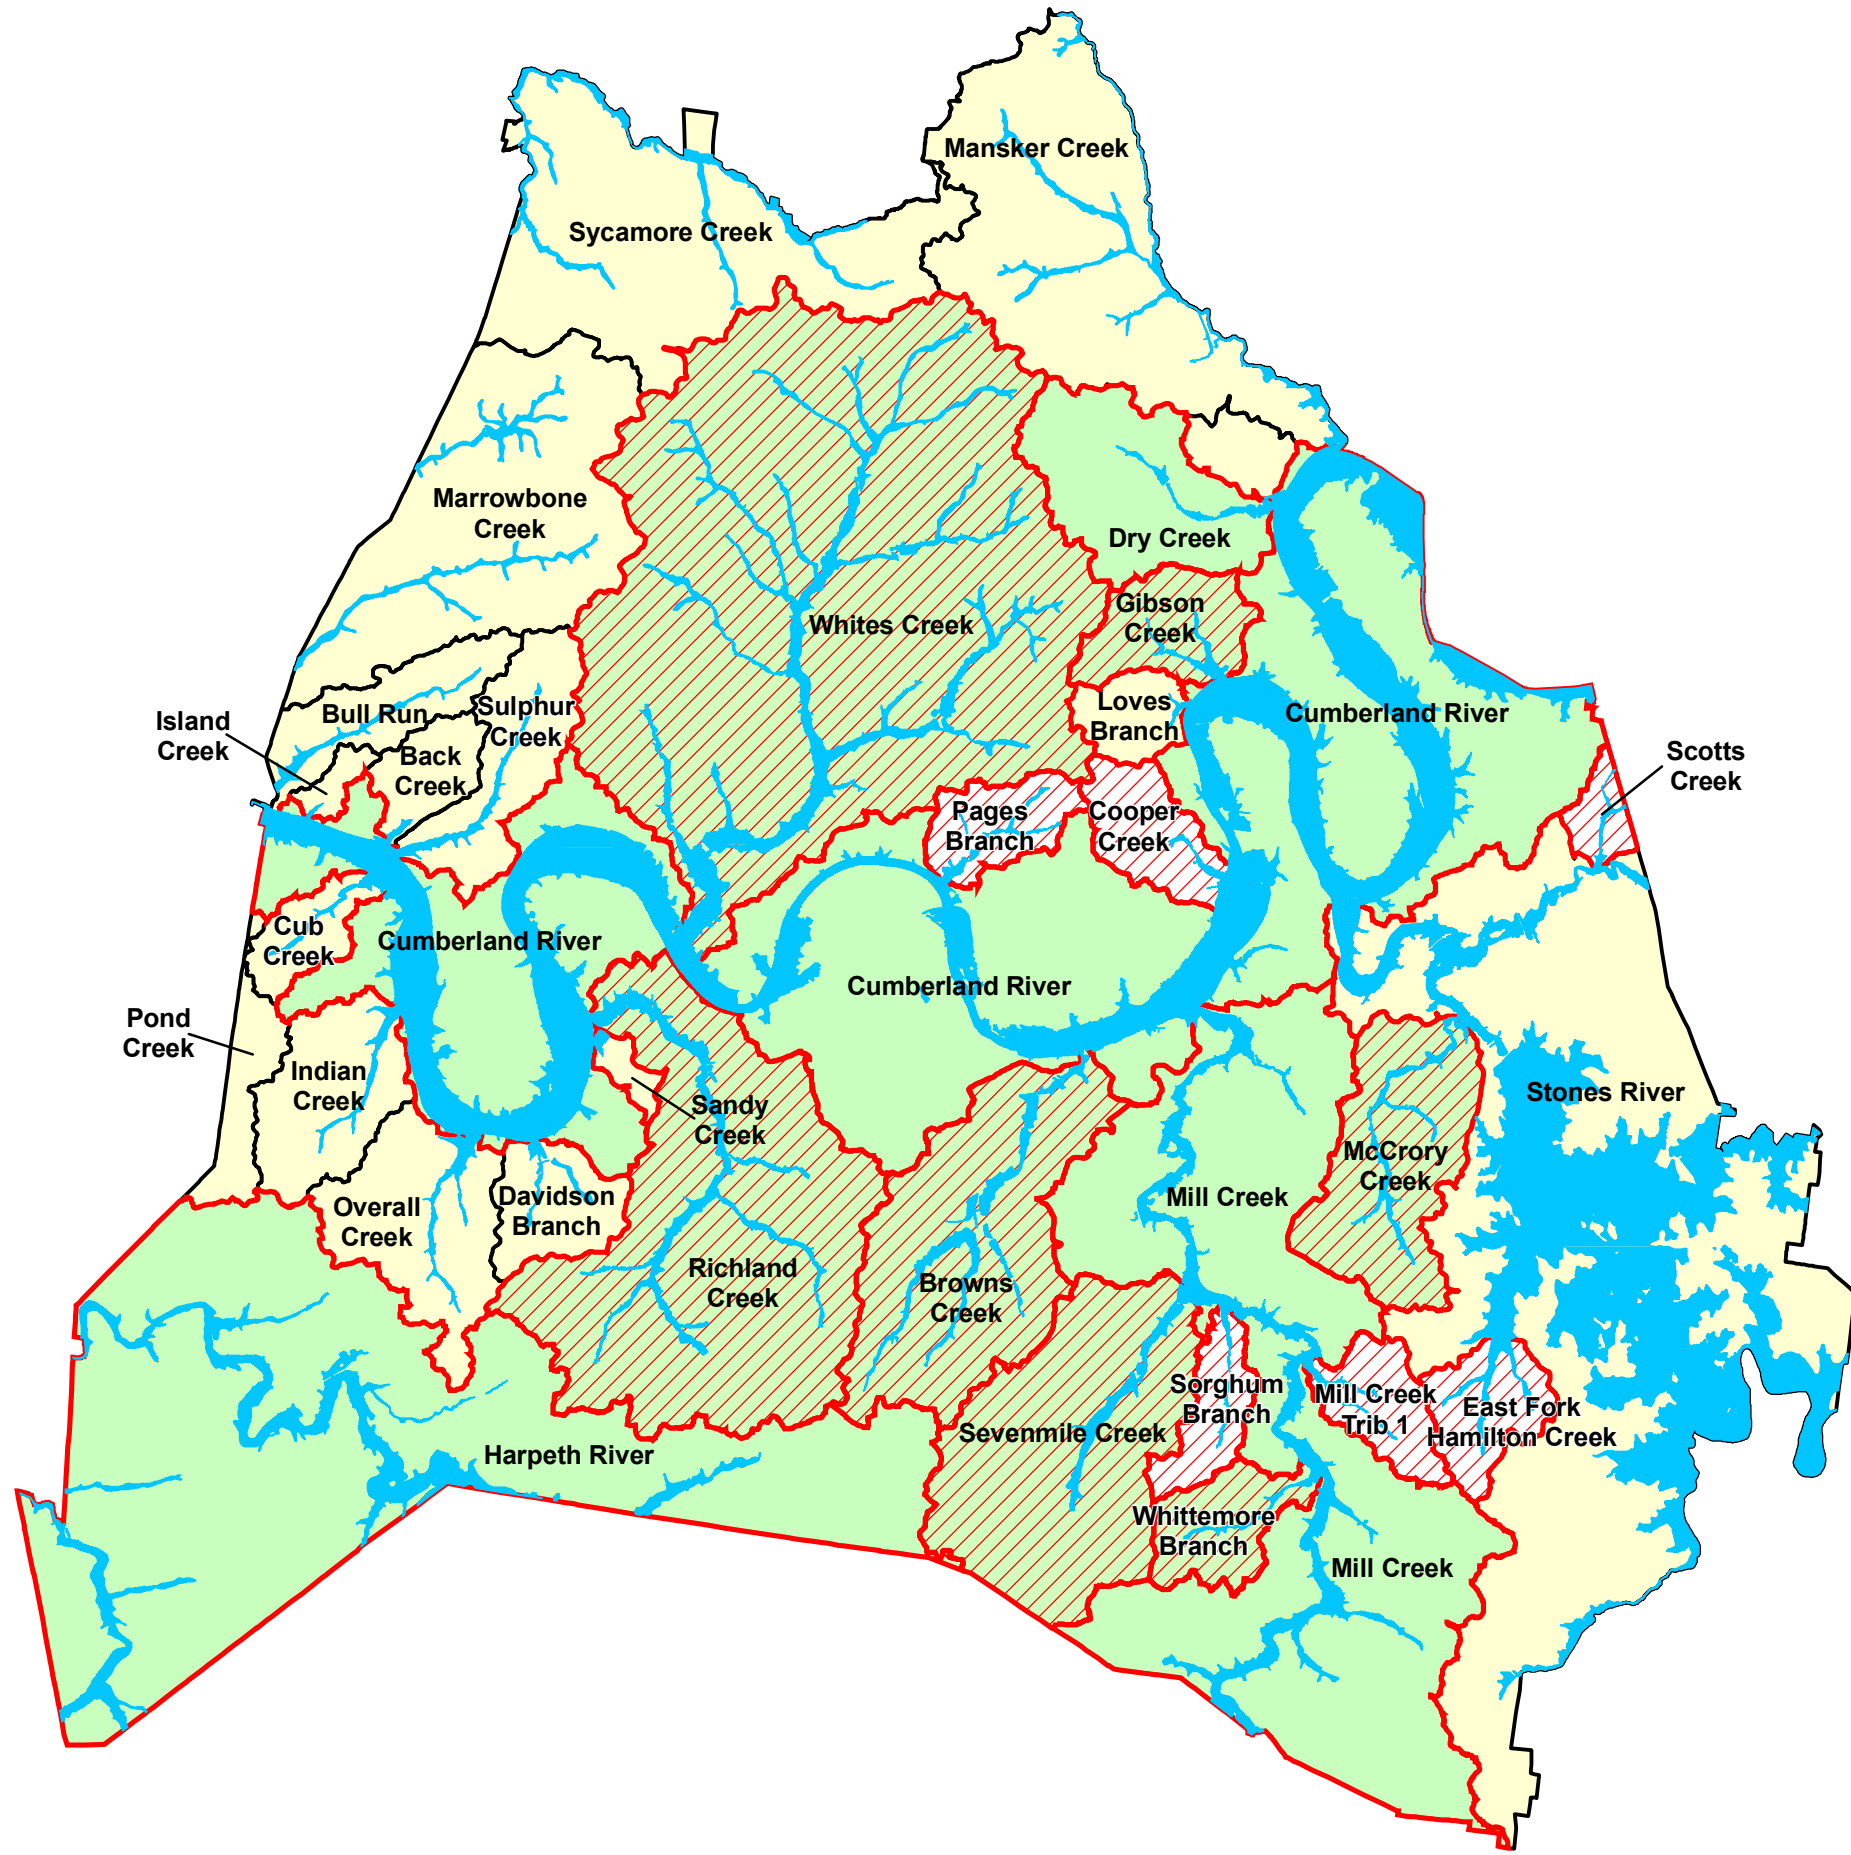 Mansker Creek
Sycamore Creek
Marrowbone
Creek
Dry Creek
Gibson
Creek
Whites Creek
Loves
Branch
Cumberland River
Sulphur
Creek
Bull Run
Island
Creek
Back
Creek
Scotts
Creek
Pages
Branch
Cooper
Creek
Cub
Creek
Cumberland River
Cumberland River
Pond
Creek
Indian
Creek
Sandy
Creek
Stones River
McCrory
Creek
Mill Creek
Overall
Creek
Davidson
Branch
Richland
Creek
Browns
Creek
Sorghum
Branch
Mill Creek
Trib 1
East Fork
Hamilton Creek
Sevenmile Creek
Harpeth River
Whittemore
Branch
Mill Creek